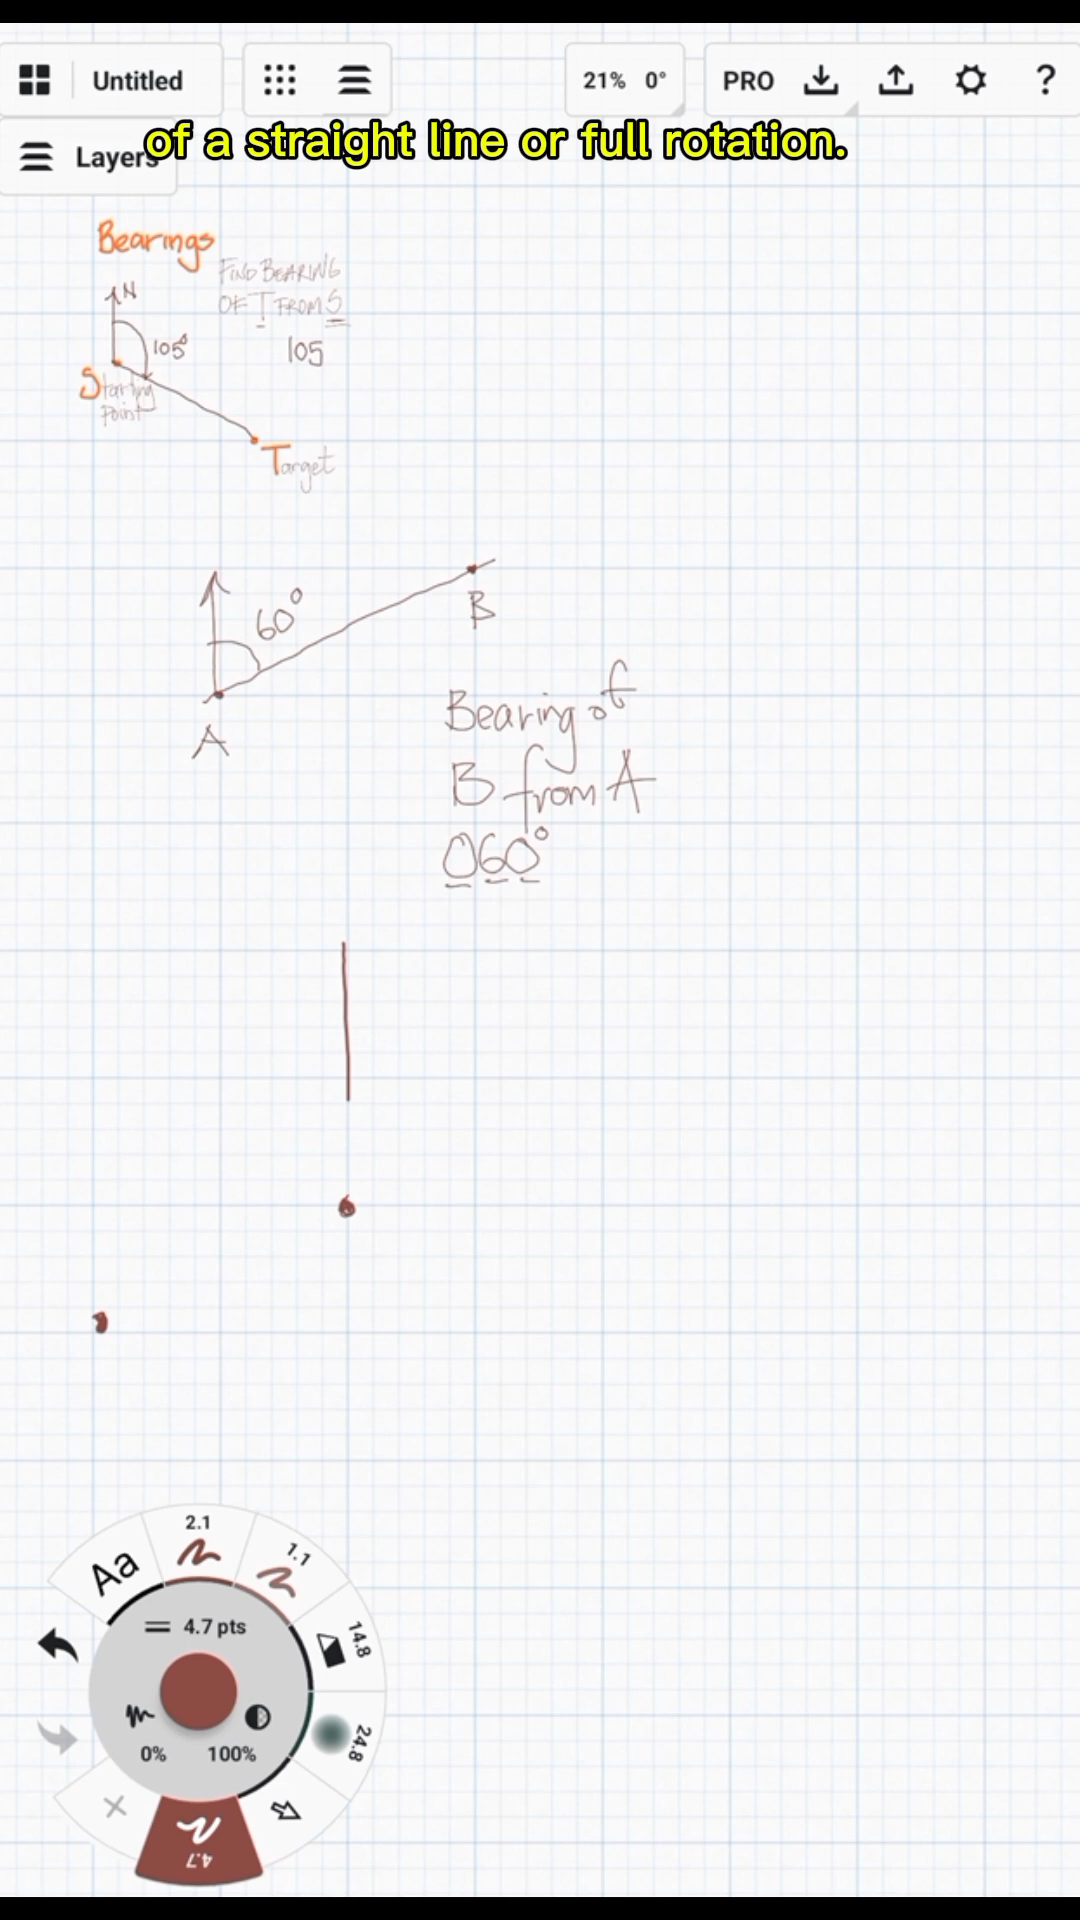 Untitled
21% 0°
PRO
?
of a straight line or full rotation.
Layers
Bearings
FIND BEARING
OF T FROM S
N
105°
105
Starting
Point
Target
60°
B
A
Bearing of
B from A
060°
2.1
1.1
Aa
14.8
4.7 pts
24.8
0% 100%
4.7